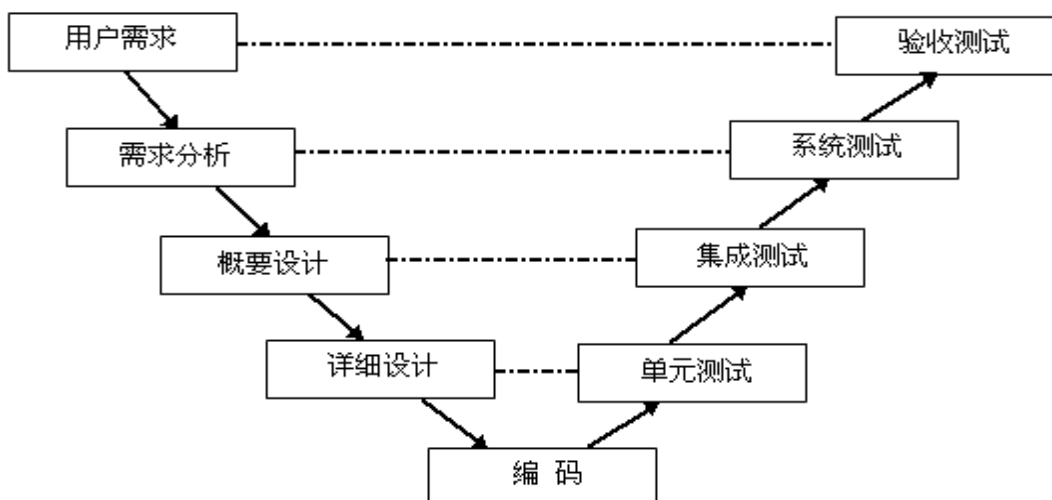 用户需求
验收测试
需求分析
系统测试
概要设计
集成测试
详细设计
单元测试
编 码